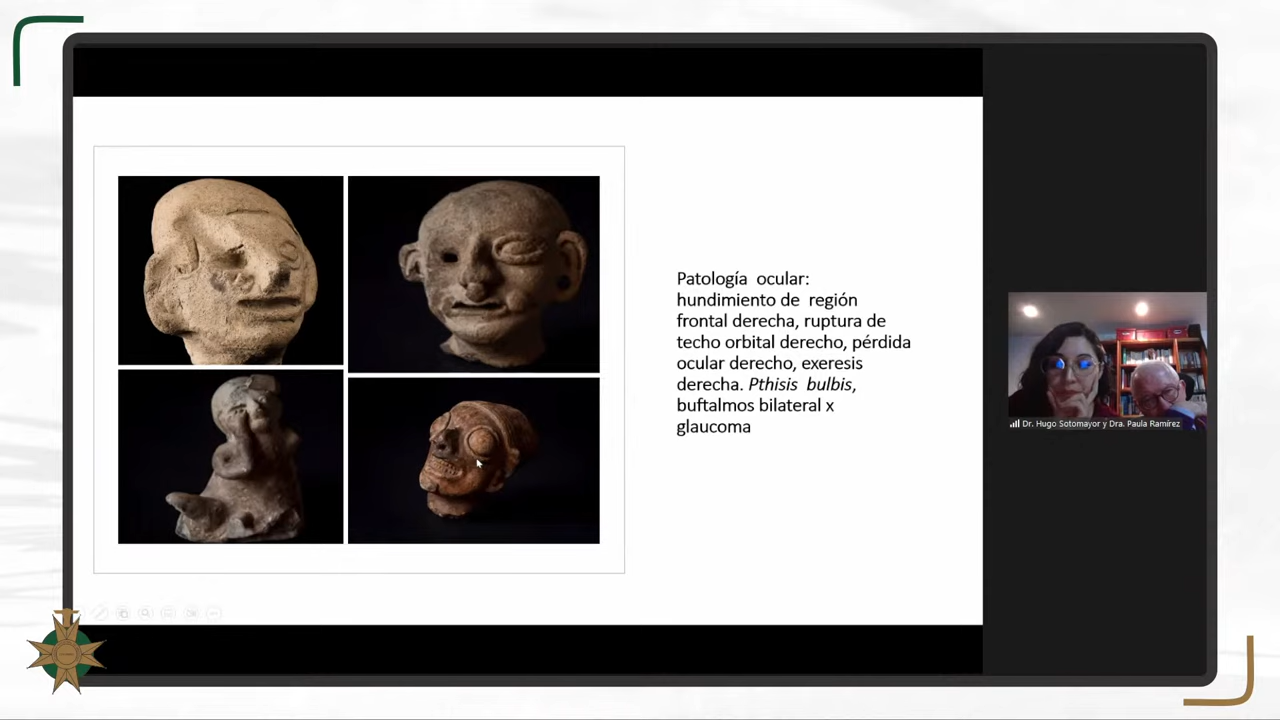 Patología ocular:
hundimiento de región
frontal derecha, ruptura de
techo orbital derecho, pérdida
ocular derecho, exeresis
derecha. Pthisis bulbis,
buftalmos bilateral x
glaucoma
Dr. Hugo Sotomayor y Dra. Paula Ramírez